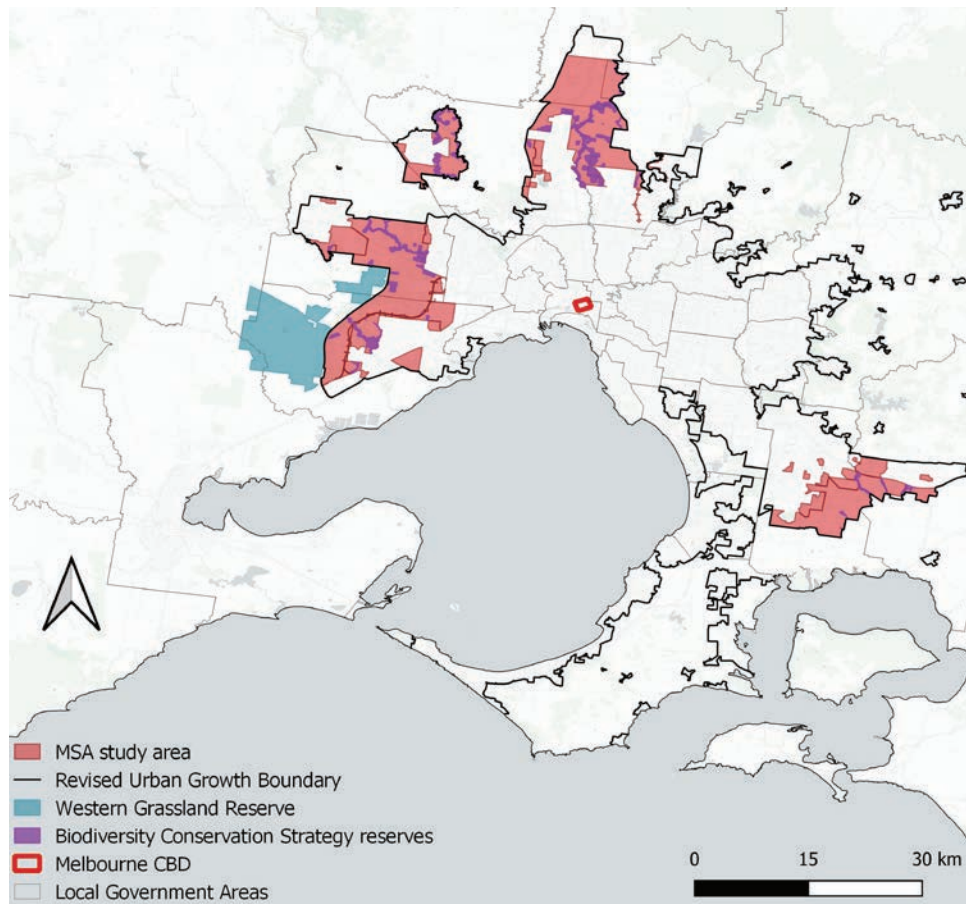 MSA study area
Revised Urban Growth Boundary
Western Grassland Reserve
Biodiversity Conservation Strategy reserves
Melbourne CBD
Local Government Areas
0 15 30 km